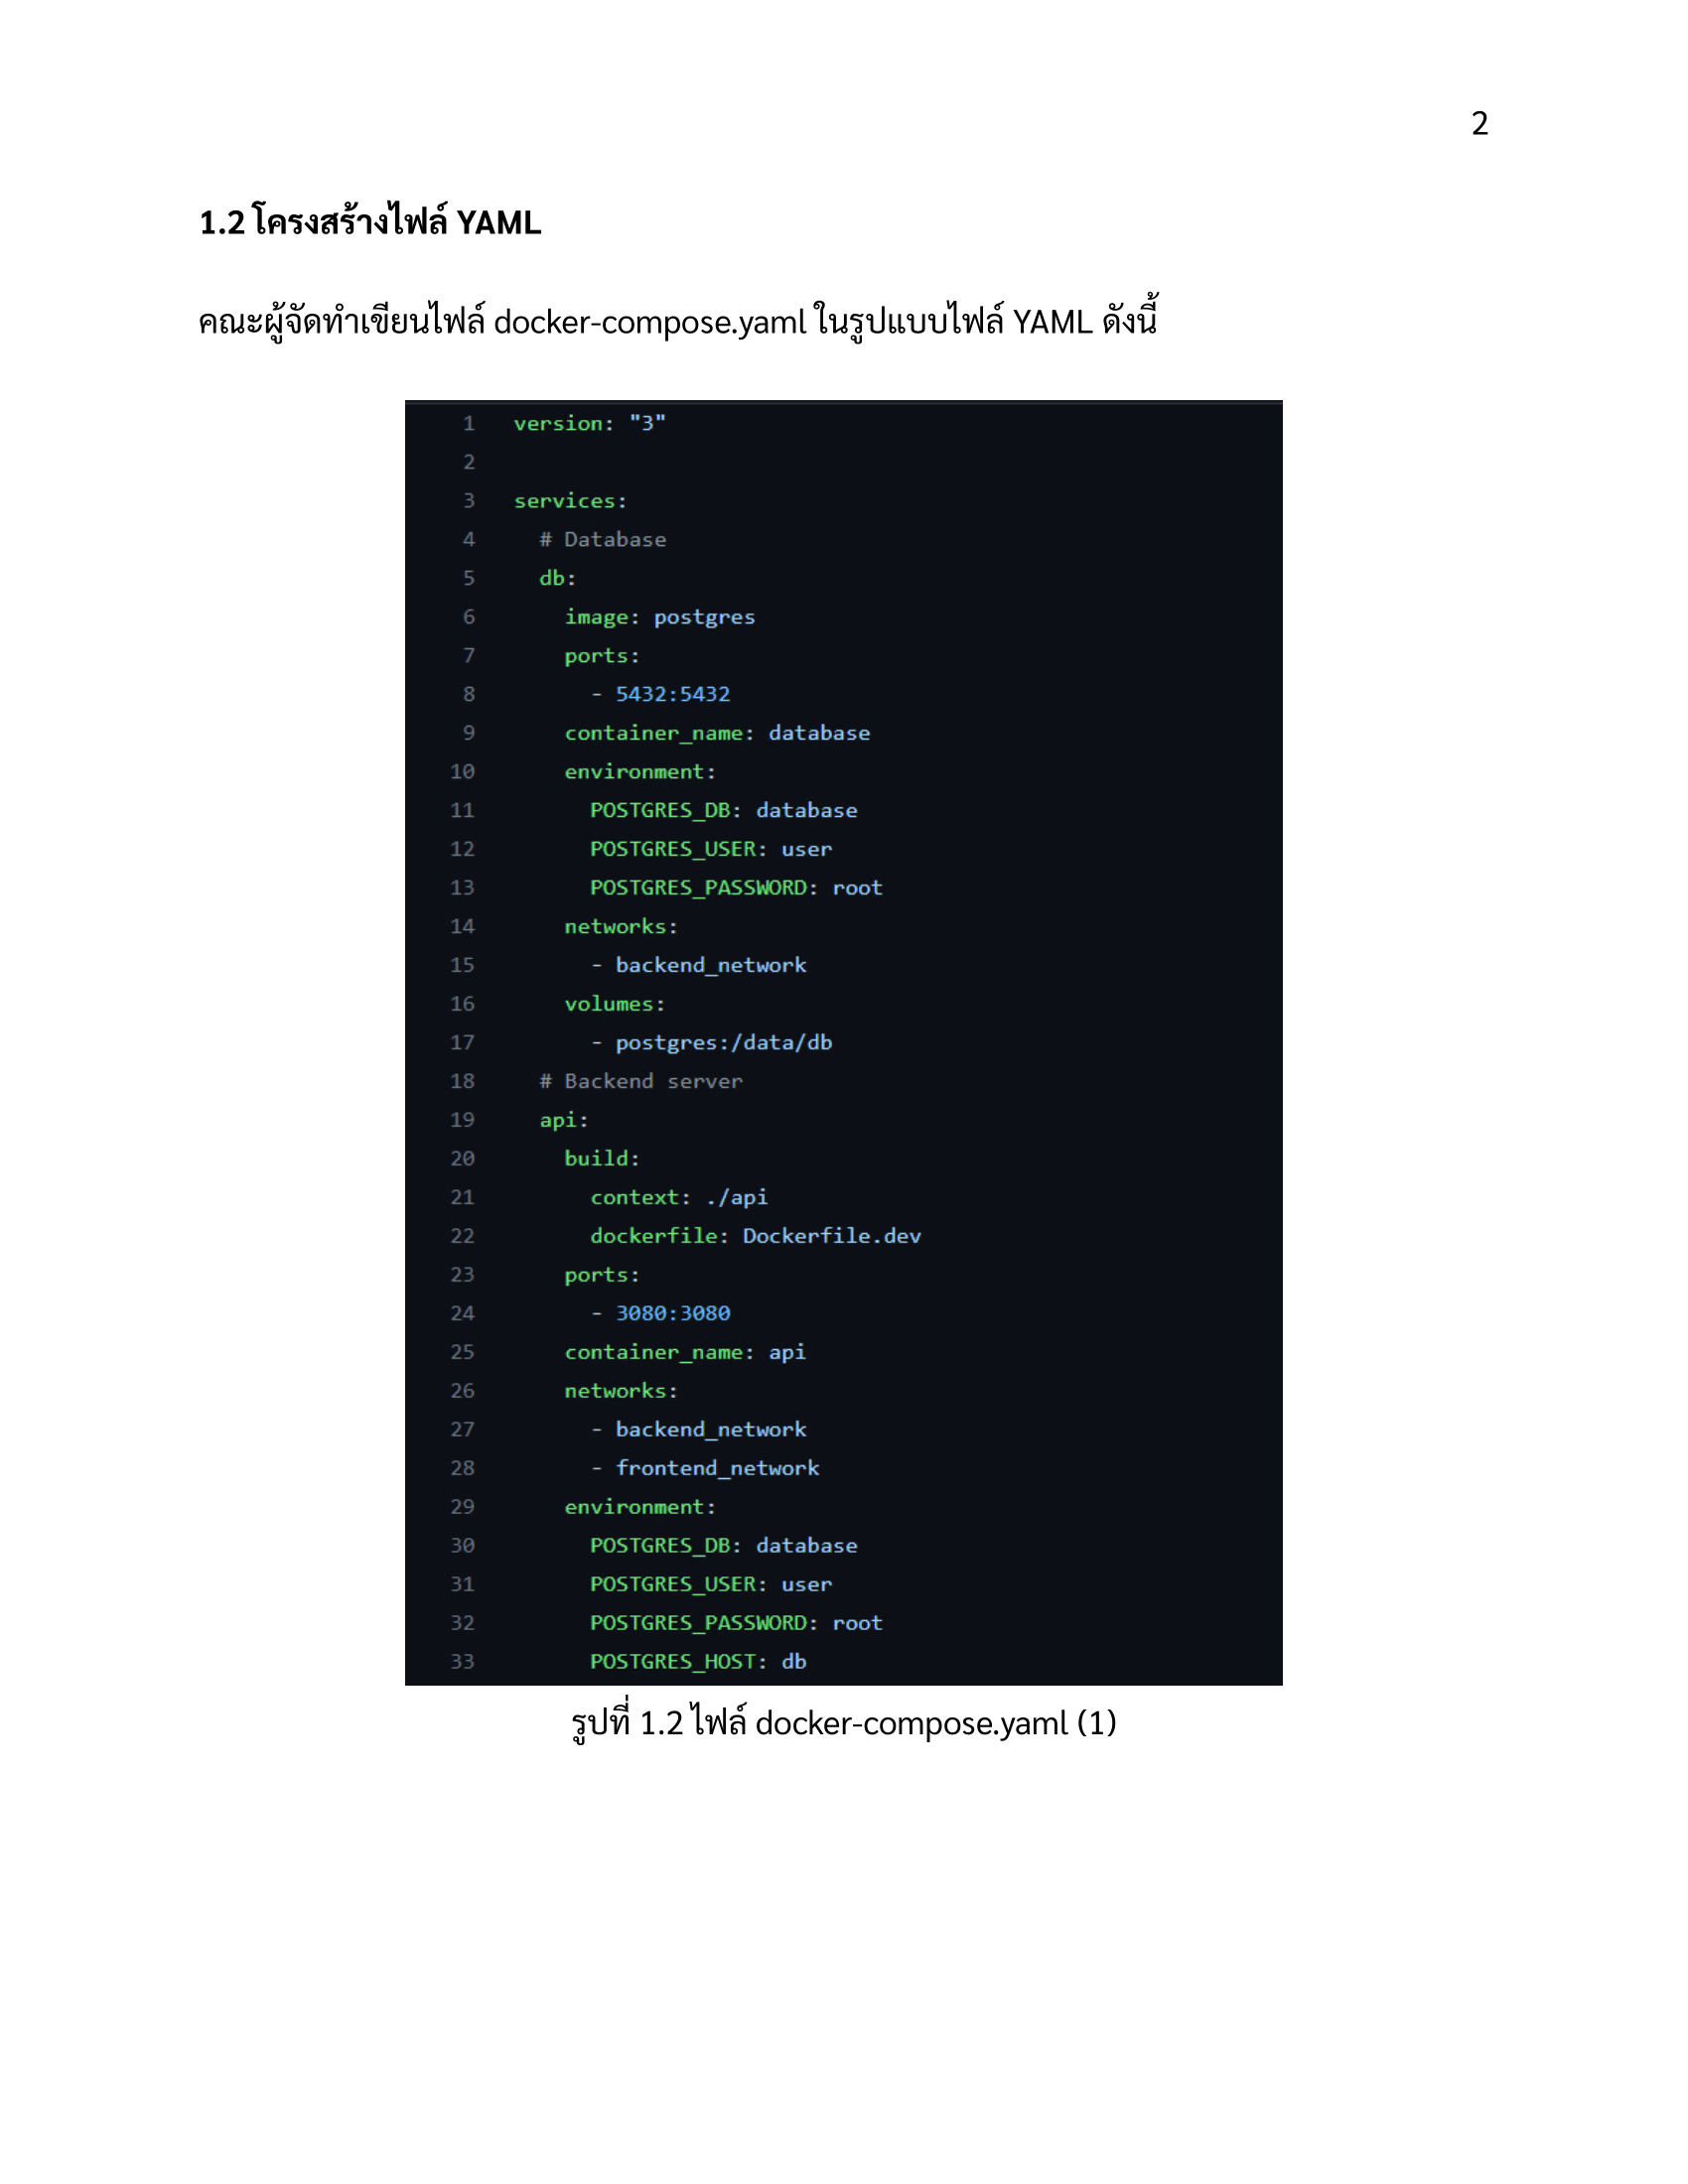 2
1.2 โครงสร้างไฟล์ YAML
คณะผู้จัดทำเขียนไฟล์ docker-compose.yaml ในรูปแบบไฟล์ YAML ดังนี้
1 version: "3"
2
3 services:
4   # Database
5   db:
6     image: postgres
7     ports:
8       - 5432:5432
9     container_name: database
10     environment:
11       POSTGRES_DB: database
12       POSTGRES_USER: user
13       POSTGRES_PASSWORD: root
14     networks:
15       - backend_network
16     volumes:
17       - postgres:/data/db
18   # Backend server
19   api:
20     build:
21       context: ./api
22       dockerfile: Dockerfile.dev
23     ports:
24       - 3080:3080
25     container_name: api
26     networks:
27       - backend_network
28       - frontend_network
29     environment:
30       POSTGRES_DB: database
31       POSTGRES_USER: user
32       POSTGRES_PASSWORD: root
33       POSTGRES_HOST: db
รูปที่ 1.2 ไฟล์ docker-compose.yaml (1)